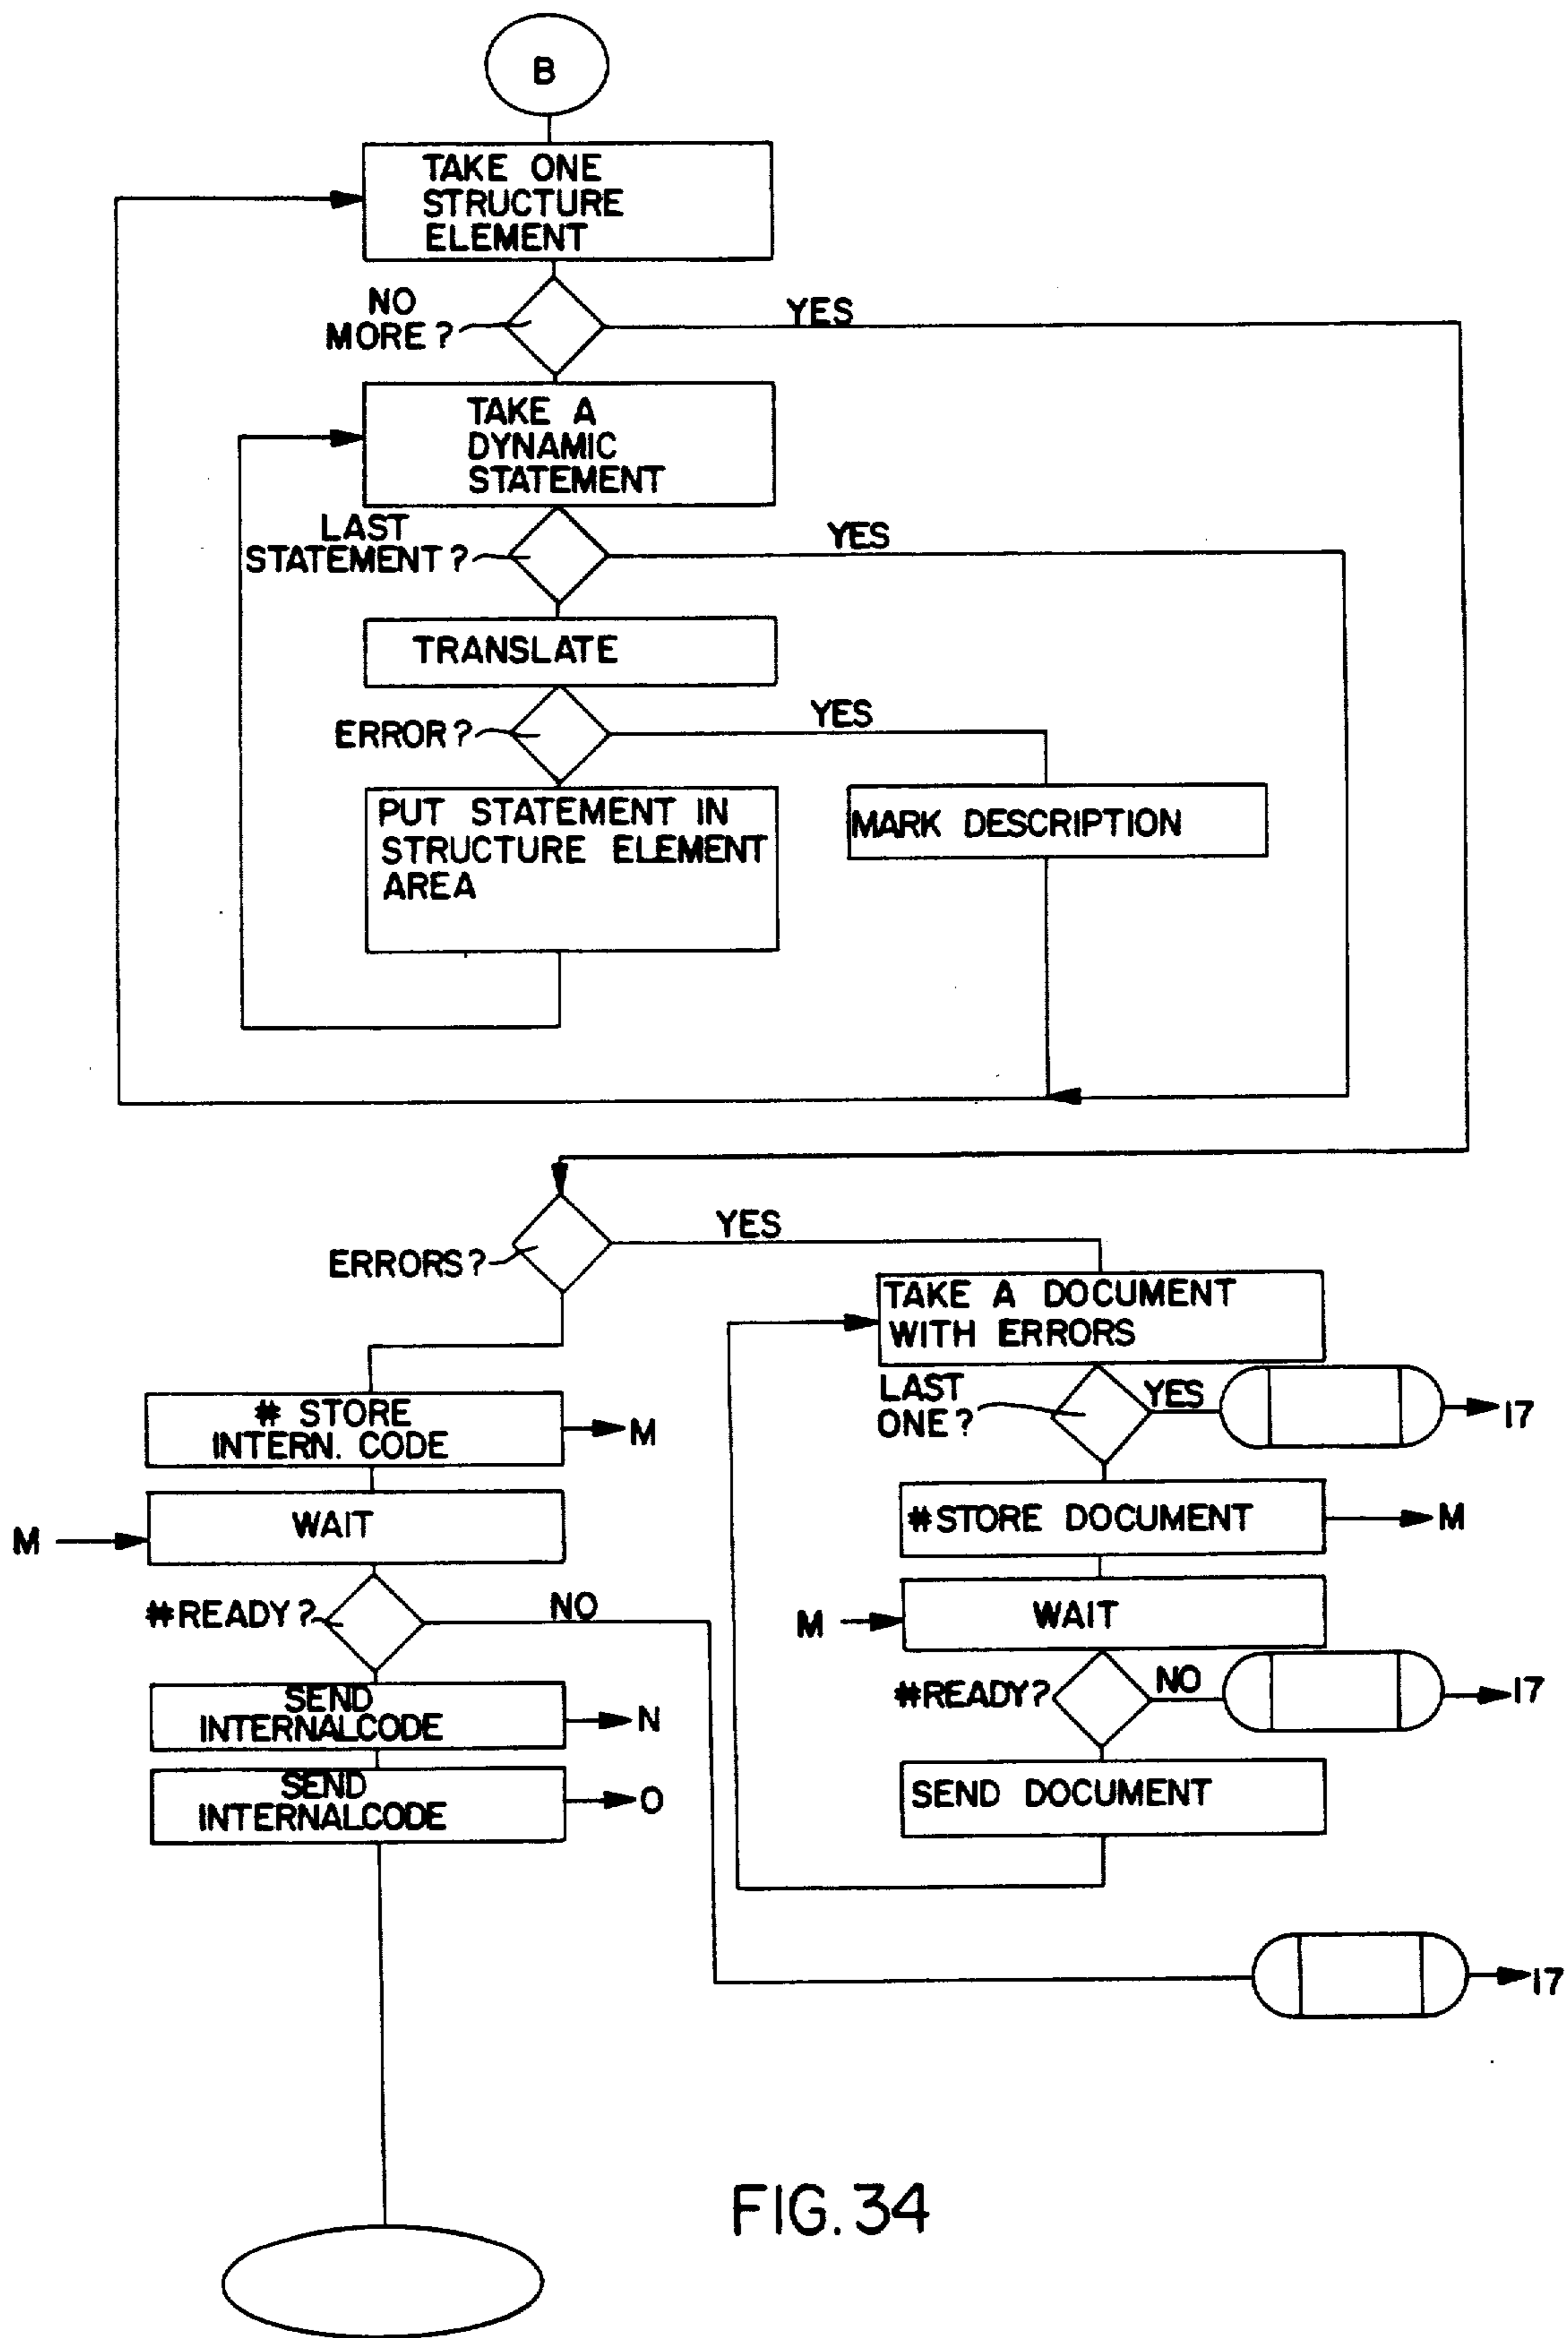 B
TAKE ONE
STRUCTURE
ELEMENT
NO
MORE?
YES
TAKE A
DYNAMIC
STATEMENT
LAST
STATEMENT?
YES
TRANSLATE
ERROR?
YES
PUT STATEMENT IN
STRUCTURE ELEMENT
AREA
MARK DESCRIPTION
ERRORS?
YES
# STORE
INTERN. CODE
M
M
WAIT
#READY?
NO
SEND
INTERNALCODE
N
SEND
INTERNALCODE
O
TAKE A DOCUMENT
WITH ERRORS
LAST
ONE?
YES
17
#STORE DOCUMENT
M
M
WAIT
#READY?
NO
17
SEND DOCUMENT
17
FIG. 34